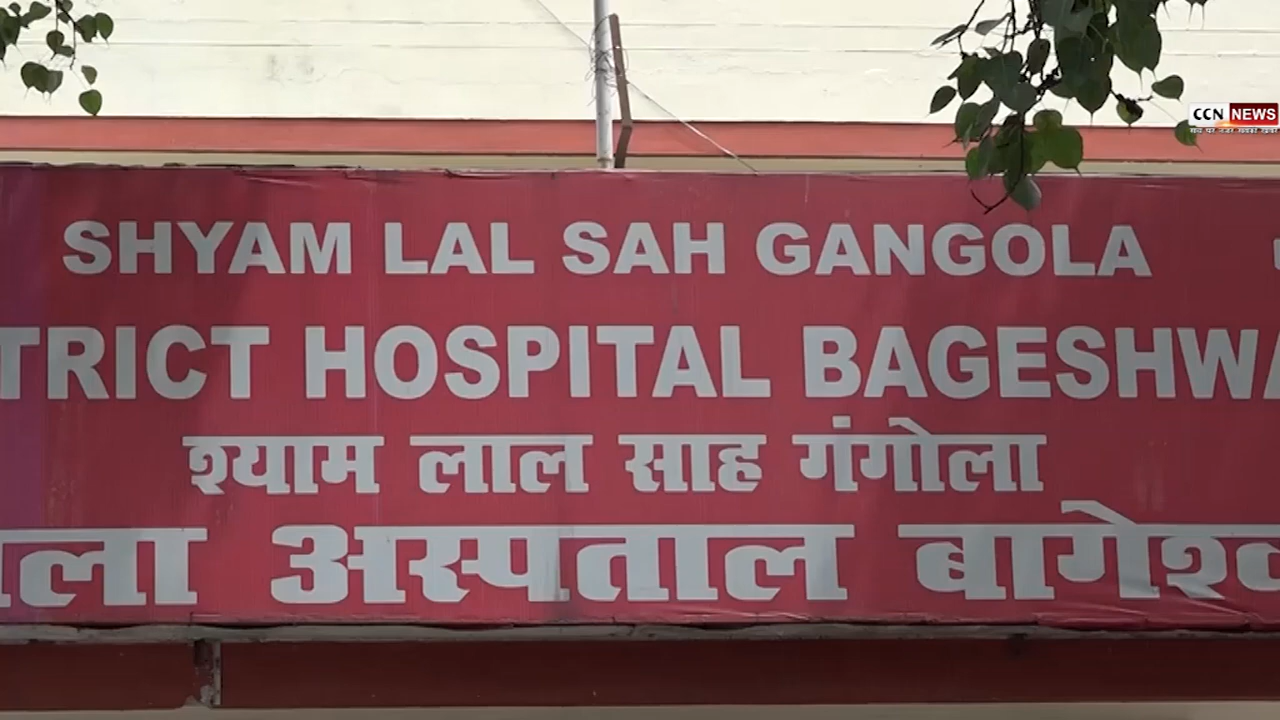 CCN NEWS
SHYAM LAL SAH GANGOLA
TRICT HOSPITAL BAGESHWA
श्याम लाल साह गंगोला
ला अस्पताल बागेश्व